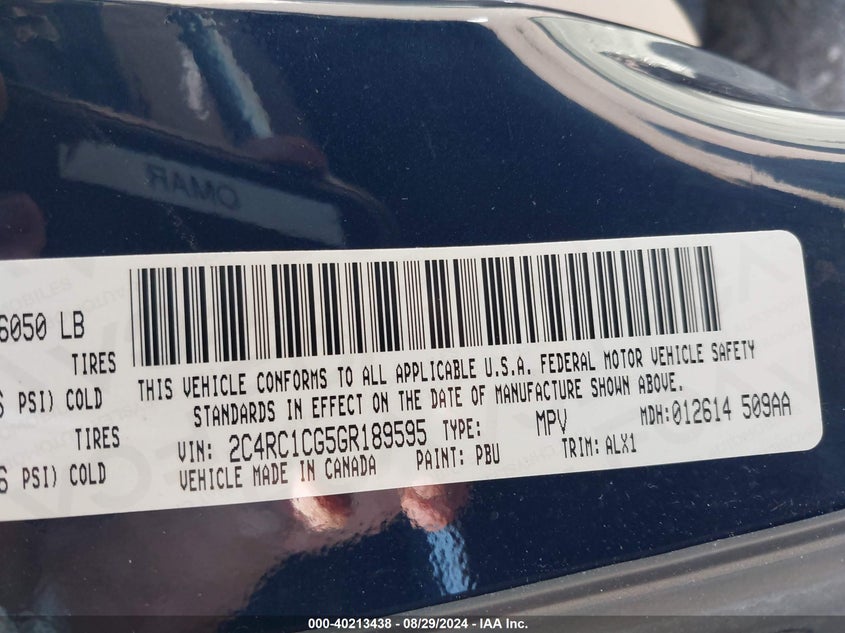 OMAR
6050 LB
TIRES
PSI) COLD
TIRES
PSI) COLD
THIS VEHICLE CONFORMS TO ALL APPLICABLE U.S.A. FEDERAL MOTOR VEHICLE SAFETY
STANDARDS IN EFFECT ON THE DATE OF MANUFACTURE SHOWN ABOVE.
VIN: 2C4RC1CG5GR189595 TYPE: MPV MDH:012614 509AA
VEHICLE MADE IN CANADA PAINT: PBU TRIM: ALX1
000-40213438 - 08/29/2024 - IAA Inc.